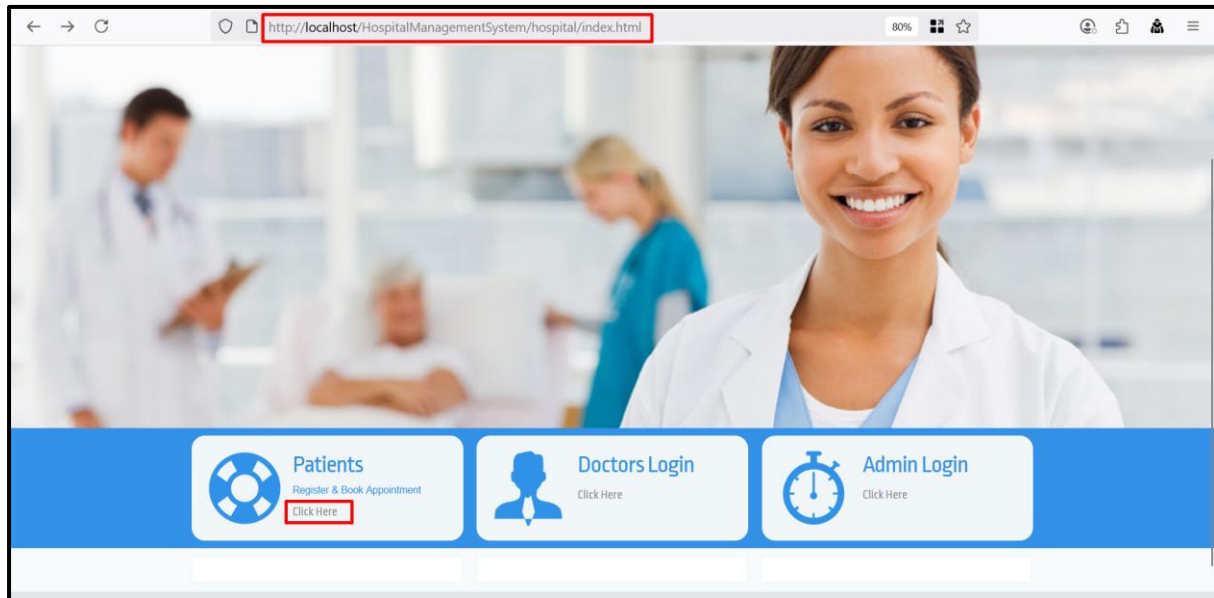 http://localhost/HospitalManagementSystem/hospital/index.html
80%
Patients
Register & Book Appointment
Click Here
Doctors Login
Click Here
Admin Login
Click Here